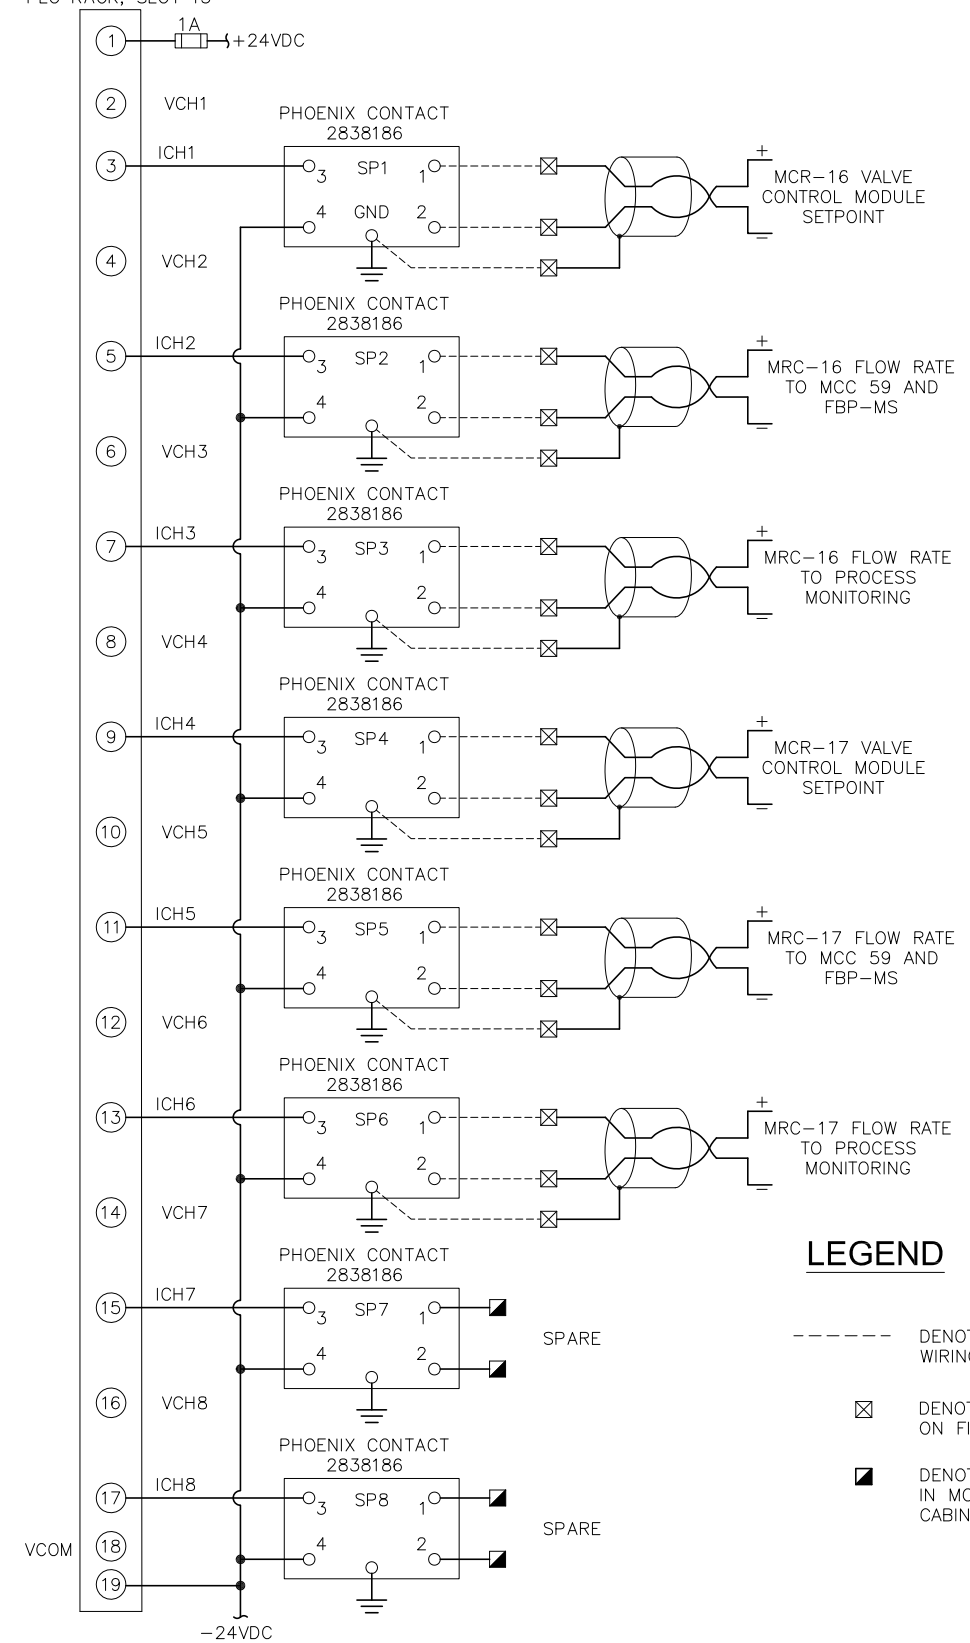 1A
1 +24VDC
2 VCH1
PHOENIX CONTACT
2838186
3 ICH1
3 SP1 1
4 GND 2
+
MCR-16 VALVE
CONTROL MODULE
SETPOINT
-
4 VCH2
PHOENIX CONTACT
2838186
5 ICH2
3 SP2 1
4 2
+
MRC-16 FLOW RATE
TO MCC 59 AND
FBP-MS
-
6 VCH3
PHOENIX CONTACT
2838186
7 ICH3
3 SP3 1
4 2
+
MRC-16 FLOW RATE
TO PROCESS
MONITORING
-
8 VCH4
PHOENIX CONTACT
2838186
9 ICH4
3 SP4 1
4 2
+
MCR-17 VALVE
CONTROL MODULE
SETPOINT
-
10 VCH5
PHOENIX CONTACT
2838186
11 ICH5
3 SP5 1
4 2
+
MRC-17 FLOW RATE
TO MCC 59 AND
FBP-MS
-
12 VCH6
PHOENIX CONTACT
2838186
13 ICH6
3 SP6 1
4 2
+
MRC-17 FLOW RATE
TO PROCESS
MONITORING
-
14 VCH7
PHOENIX CONTACT
2838186
15 ICH7
3 SP7 1
4 2
SPARE
16 VCH8
PHOENIX CONTACT
2838186
17 ICH8
3 SP8 1
4 2
SPARE
VCOM 18
19
-24VDC
LEGEND
ON
IN